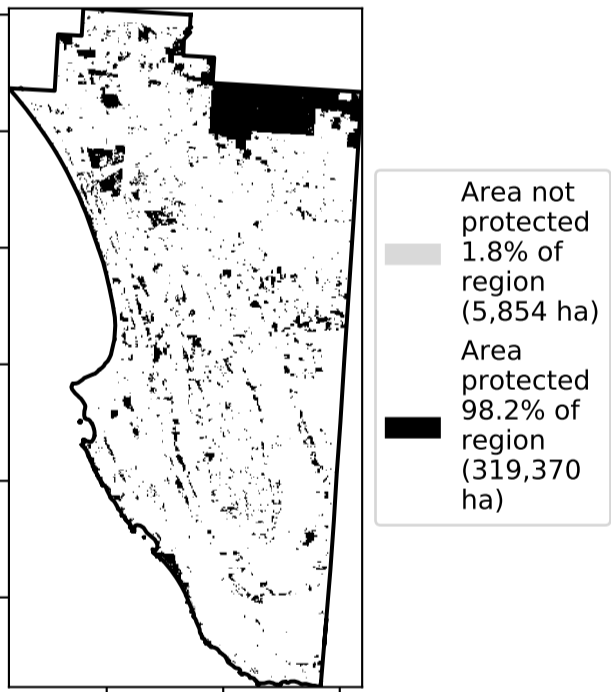 Area not
protected
1.8% of
region
(5,854 ha)
Area
protected
98.2% of
region
(319,370
ha)